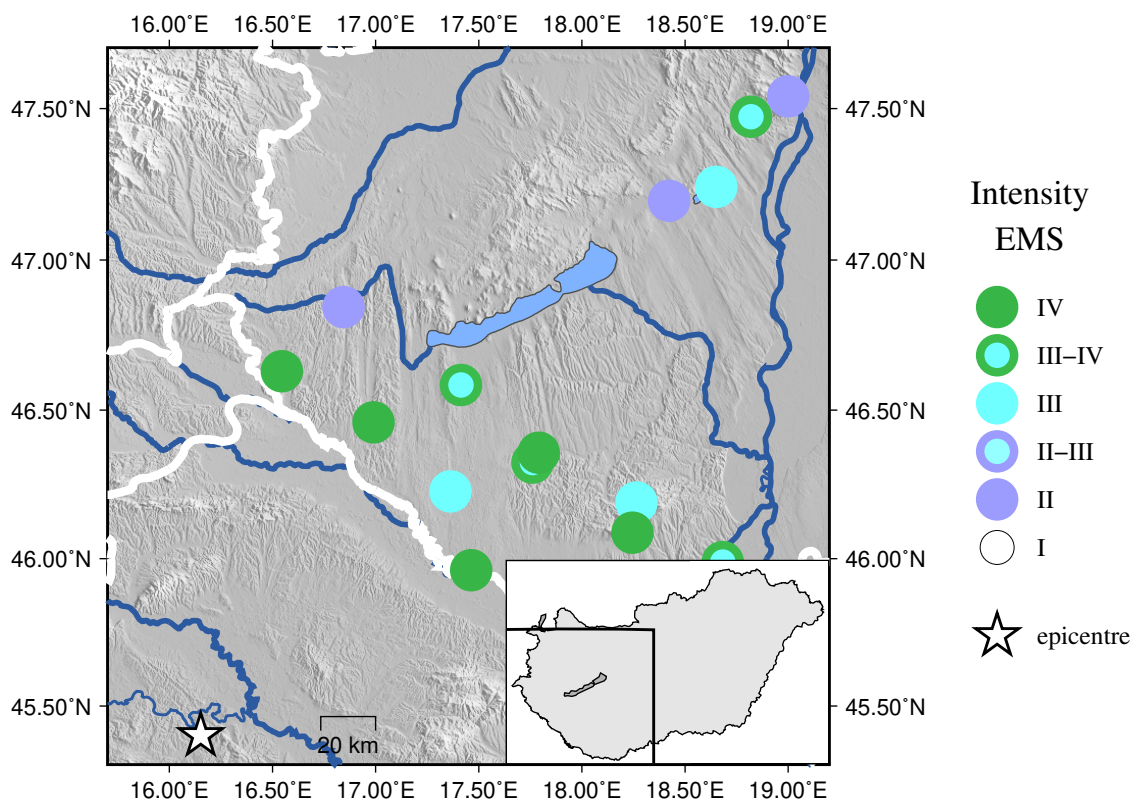 16.00˚E 16.50˚E 17.00˚E 17.50˚E 18.00˚E 18.50˚E 19.00˚E
47.50˚N 47.50˚N
47.00˚N 47.00˚N
46.50˚N 46.50˚N
46.00˚N 46.00˚N
45.50˚N 45.50˚N
20 km
16.00˚E 16.50˚E 17.00˚E 17.50˚E 18.00˚E 18.50˚E 19.00˚E
Intensity
EMS
IV
III–IV
III
II–III
II
I
epicentre